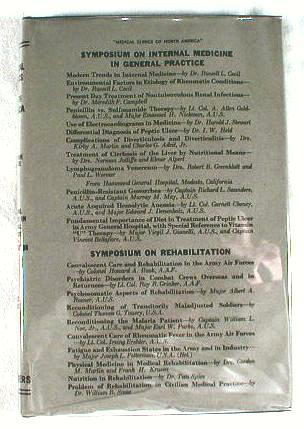 "MEDICAL CLINICS OF NORTH AMERICA"
SYMPOSIUM ON INTERNAL MEDICINE
IN GENERAL PRACTICE
Modern Trends in Internal Medicine—by Dr. Russell L. Cecil
Environmental Factors in Etiology of Rheumatic Conditions—
by Dr. Russell L. Cecil
Present Day Treatment of Nontuberculous Renal Infections—
by Dr. Meredith F. Campbell
Penicillin vs. Sulfonamide Therapy—by Lt. Col. A. Allen Gold-
bloom, A.U.S., and Major Emanuel H. Nickman, A.U.S.
Use of Electrocardiograms in Medicine—by Dr. Harold J. Stewart
Differential Diagnosis of Peptic Ulcer—by Dr. I. W. Held
Complications of Diverticulosis and Diverticulitis—by Drs.
Kirby A. Martin and Charles G.
Treatment of Cirrhosis of the Liver by Nutritional Means—
by Drs. Norman Jolliffe and Elmer Alpert
Lymphogranuloma Venereum—by Drs. Robert B. Greenblatt and
Paul L. Wermer
From Hammond General Hospital, Modesto, California
Penicillin-Resistant Gonorrhea—by Captain Richard L. Saunders,
A.U.S., and Captain Murray M. May, A.U.S.
Acute Acquired Hemolytic Anemia—by Lt. Col. Garnett Cheney,
A.U.S., and Major Edward J.
Fundamental Importance of Diet in Treatment of Peptic Ulcer
in Army General Hospital, with Special Reference to Vitamin
"U" Therapy—by Major Virgil J. A.U.S., and Captain
Vincent A.U.S.
SYMPOSIUM ON REHABILITATION
Convalescent Care and Rehabilitation in the Army Air Forces
—by Colonel Howard A. Rusk, A.A.F.
Psychiatric Disorders in Combat Crews Overseas and in
Returnees—by Lt. Col. Roy R. Grinker, A.A.F.
Psychosomatic Aspects of Rehabilitation—by Major Albert A.
Rosner, A.U.S.
Reconditioning of Transitorily Maladjusted Soldiers—by
Colonel Thomas G. Tousey, U.S.A.
Reconditioning the Malaria Patient—by Captain William L.
Noe, Jr., A.U.S., and Major Earl W. Parks, A.U.S.
Convalescent Care of Rheumatic Fever in the Army Air Forces
—by Lt. Col. Irving Ershler, A.U.S.
Fatigue and Exhaustion States in the Army and in Industry—
by Major Joseph L. Fetterman, U.S.A. (Ret.)
Physical Medicine in Medical Rehabilitation—by Drs. Gordon
M. Martin and Frank H. Krusen
Nutrition in Rehabilitation—by Dr. Tom Spies
Problem of Rehabilitation in Civilian Medical Practice—by
Dr. William B.